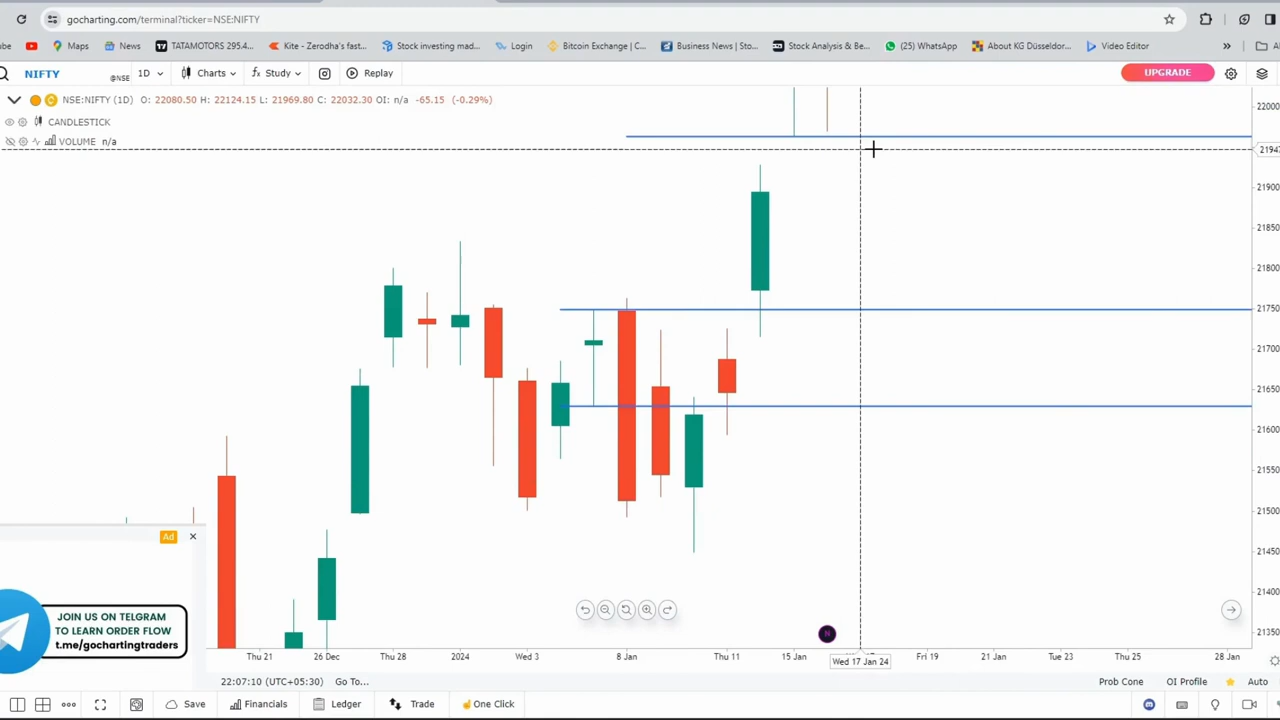 gocharting.com/terminal?ticker=NSE:NIFTY
Maps News TATAMOTORS 295.4... Kite - Zerodha's fast... Stock investing mad... Login Bitcoin Exchange | C... Business News | Sto... Stock Analysis & Be... (25) WhatsApp About KG Düsseldor... Video Editor »
NIFTY @NSE 1D Charts Study Replay UPGRADE
NSE:NIFTY (1D) O: 22080.50 H: 22124.15 L: 21969.80 C: 22032.30 OI: n/a -65.15 (-0.29%)
CANDLESTICK
VOLUME n/a
21900
21850
21800
21750
21700
21650
21600
21550
21500
Ad
JOIN US ON TELGRAM
TO LEARN ORDER FLOW
t.me/gochartingtraders
Thu 21 26 Dec Thu 28 2024 Wed 3 8 Jan Thu 11 15 Jan Fri 19 21 Jan Tue 23 Thu 25 28 Jan
Wed 17 Jan 24
22:07:10 (UTC+05:30) Go To... Prob Cone OI Profile Auto
Save Financials Ledger Trade One Click